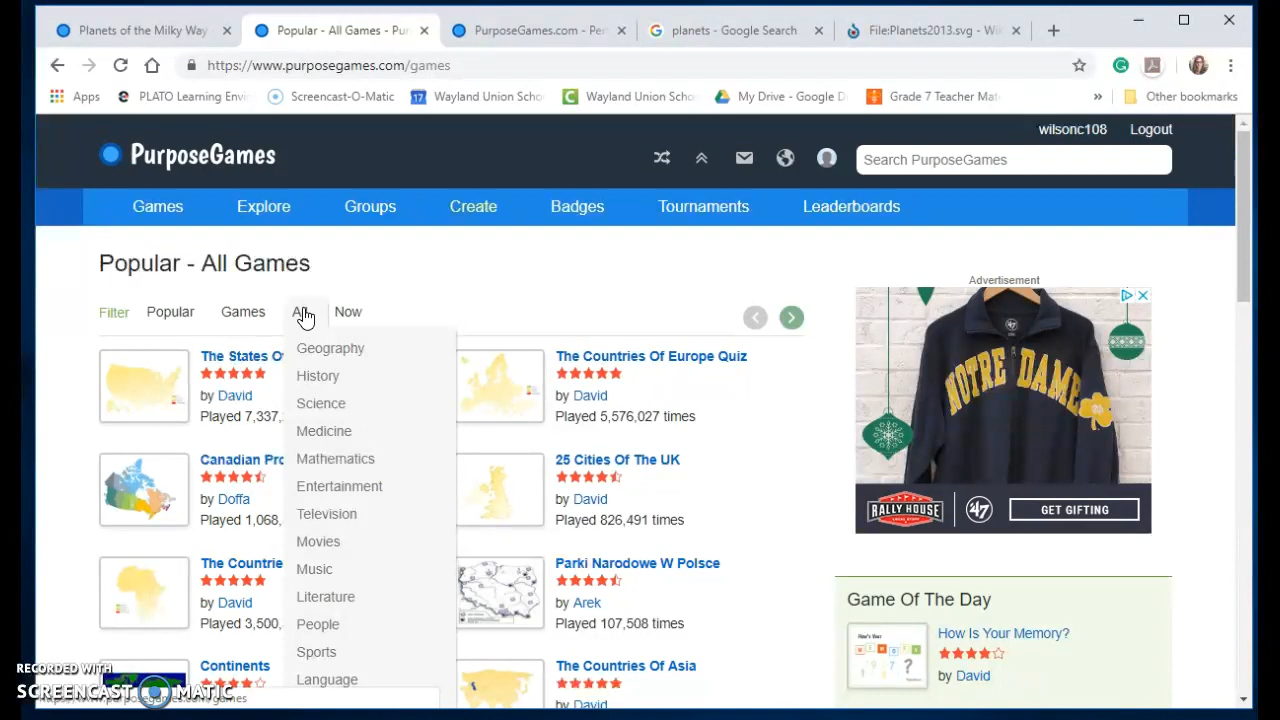 Planets of the Milky Way
Popular - All Games - Pur
PurposeGames.com - Per
planets - Google Search
File:Planets2013.svg - Wik
https://www.purposegames.com/games
Apps
PLATO Learning Envi
Screencast-O-Matic
17
Wayland Union Scho
Wayland Union Scho
My Drive - Google D
Grade 7 Teacher Mat
Other bookmarks
wilsonc108
Logout
PurposeGames
Search PurposeGames
Games
Explore
Groups
Create
Badges
Tournaments
Leaderboards
Popular - All Games
Filter
Popular
Games
All
Now
Geography
History
Science
Medicine
Mathematics
Entertainment
Television
Movies
Music
Literature
People
Sports
Language
The States O
by David
Played 7,337,
The Countries Of Europe Quiz
by David
Played 5,576,027 times
Canadian Pro
by Doffa
Played 1,068,
25 Cities Of The UK
by David
Played 826,491 times
The Countrie
by David
Played 3,500,
Parki Narodowe W Polsce
by Arek
Played 107,508 times
Continents
The Countries Of Asia
by David
Advertisement
NOTRE DAME
RALLY HOUSE
47
GET GIFTING
Game Of The Day
How Is Your Memory?
by David
RECORDED WITH
SCREENCAST-O-MATIC